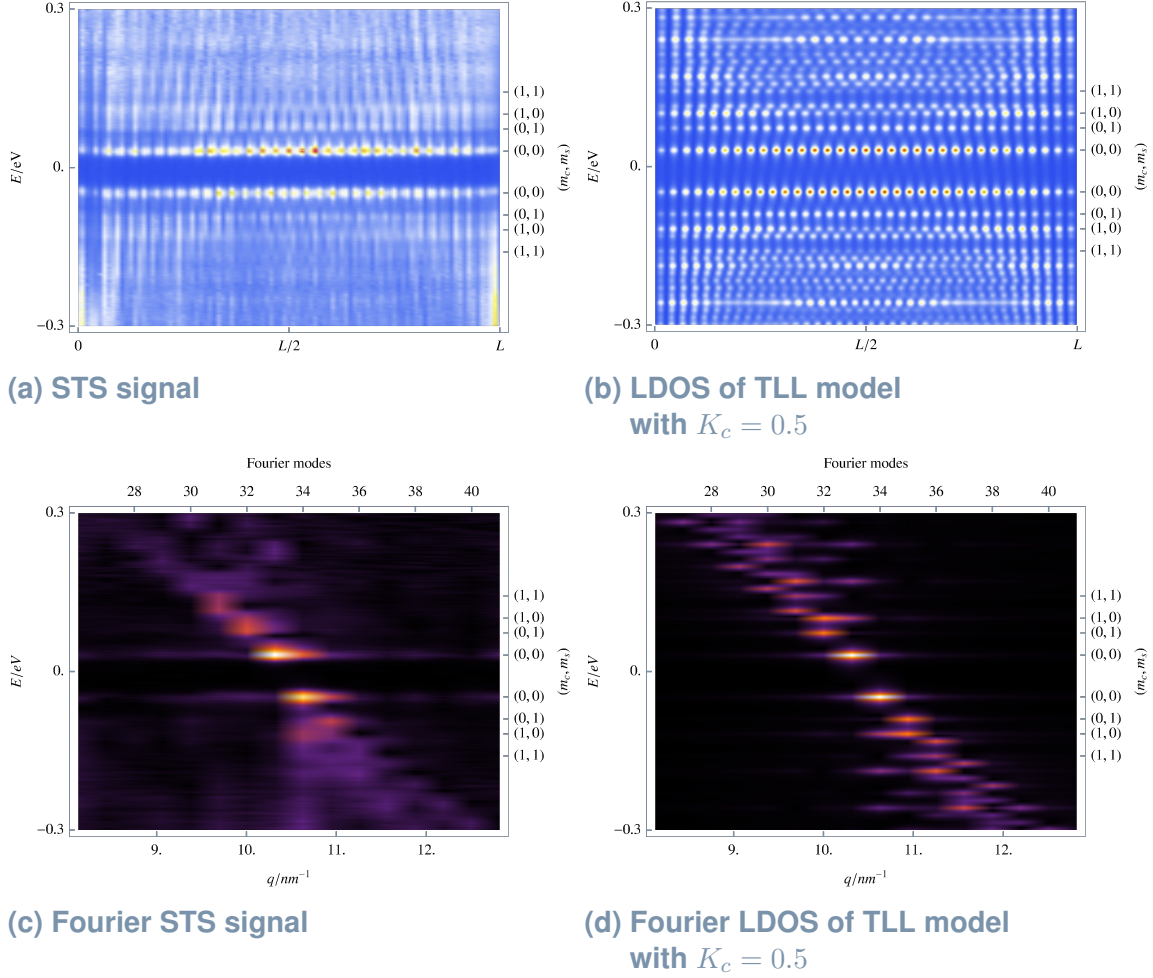 0.3
0.
−0.3
E/eV
0
L/2
L
(1, 1)
(1, 0)
(0, 1)
(0, 0)
(0, 0)
(0, 1)
(1, 0)
(1, 1)
(m_c, m_s)
(a) STS signal
0.3
0.
−0.3
E/eV
0
L/2
L
(1, 1)
(1, 0)
(0, 1)
(0, 0)
(0, 0)
(0, 1)
(1, 0)
(1, 1)
(m_c, m_s)
(b) LDOS of TLL model
with K_c = 0.5
Fourier modes
28 30 32 34 36 38 40
0.3
0.
−0.3
E/eV
(1, 1)
(1, 0)
(0, 1)
(0, 0)
(0, 0)
(0, 1)
(1, 0)
(1, 1)
(m_c, m_s)
9. 10. 11. 12.
q/nm⁻¹
(c) Fourier STS signal
Fourier modes
28 30 32 34 36 38 40
0.3
0.
−0.3
E/eV
(1, 1)
(1, 0)
(0, 1)
(0, 0)
(0, 0)
(0, 1)
(1, 0)
(1, 1)
(m_c, m_s)
9. 10. 11. 12.
q/nm⁻¹
(d) Fourier LDOS of TLL model
with K_c = 0.5